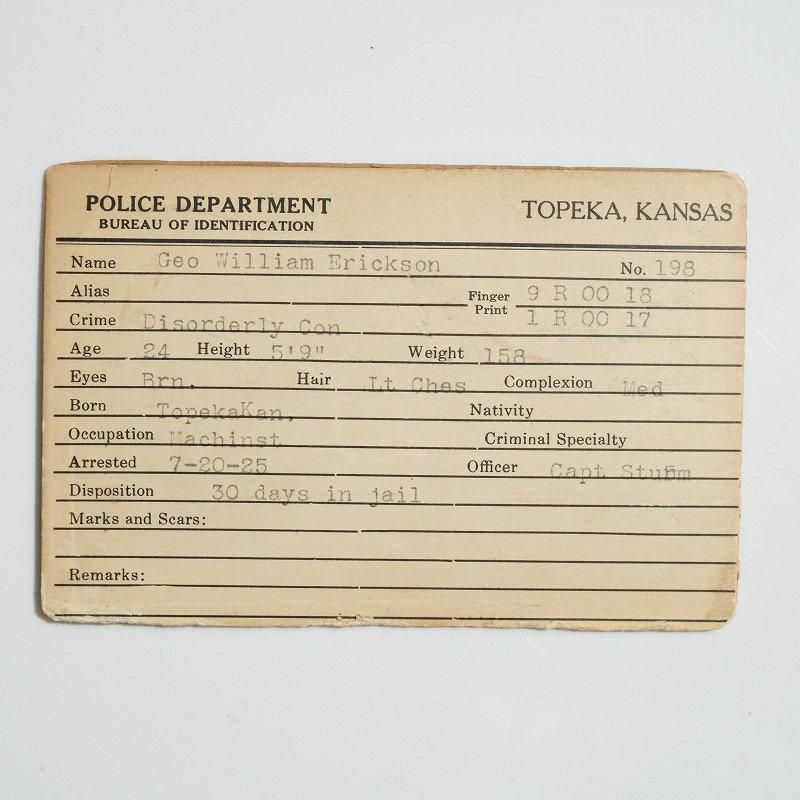 POLICE DEPARTMENT TOPEKA, KANSAS
BUREAU OF IDENTIFICATION
Name Geo William Erickson No. 198
Alias Finger Print 9 R OO 18
Crime Disorderly Con 1 R OO 17
Age 24 Height 5'9" Weight 158
Eyes Brn. Hair Lt Ches Complexion Med
Born TopekaKan. Nativity
Occupation Machinst Criminal Specialty
Arrested 7-20-25 Officer Capt
Disposition 30 days in jail
Marks and Scars:
Remarks: